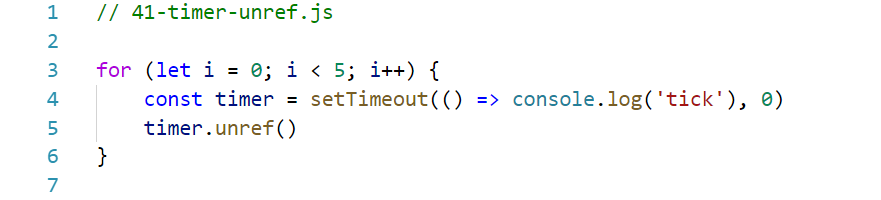 1 // 41-timer-unref.js
2
3 for (let i = 0; i < 5; i++) {
4     const timer = setTimeout(() => console.log('tick'), 0)
5     timer.unref()
6 }
7